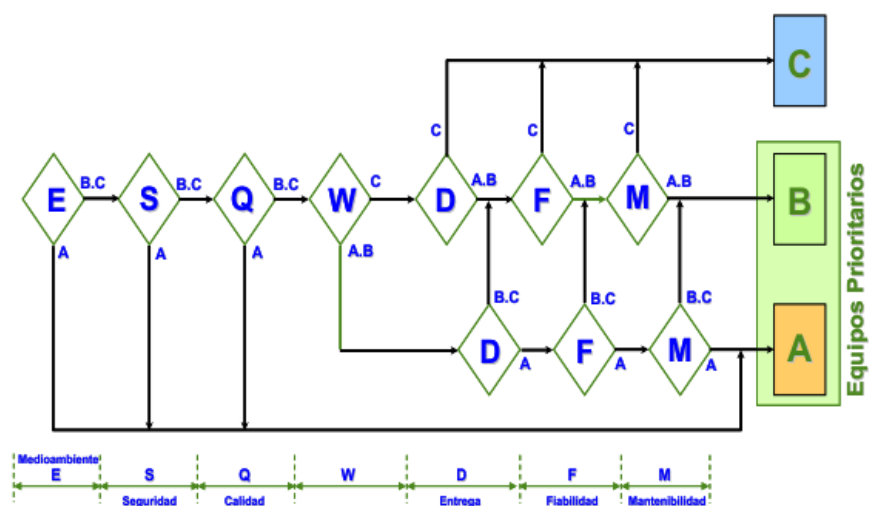 C
C
C
C
E
B.C
S
B.C
Q
B.C
W
C
D
A.B
F
A.B
M
A.B
B
A
A
A
A.B
B.C
B.C
B.C
D
A
F
A
M
A
A
Equipos Prioritarios
Medioambiente
E
S
Q
W
D
F
M
Seguridad
Calidad
Entrega
Fiabilidad
Mantenibilidad